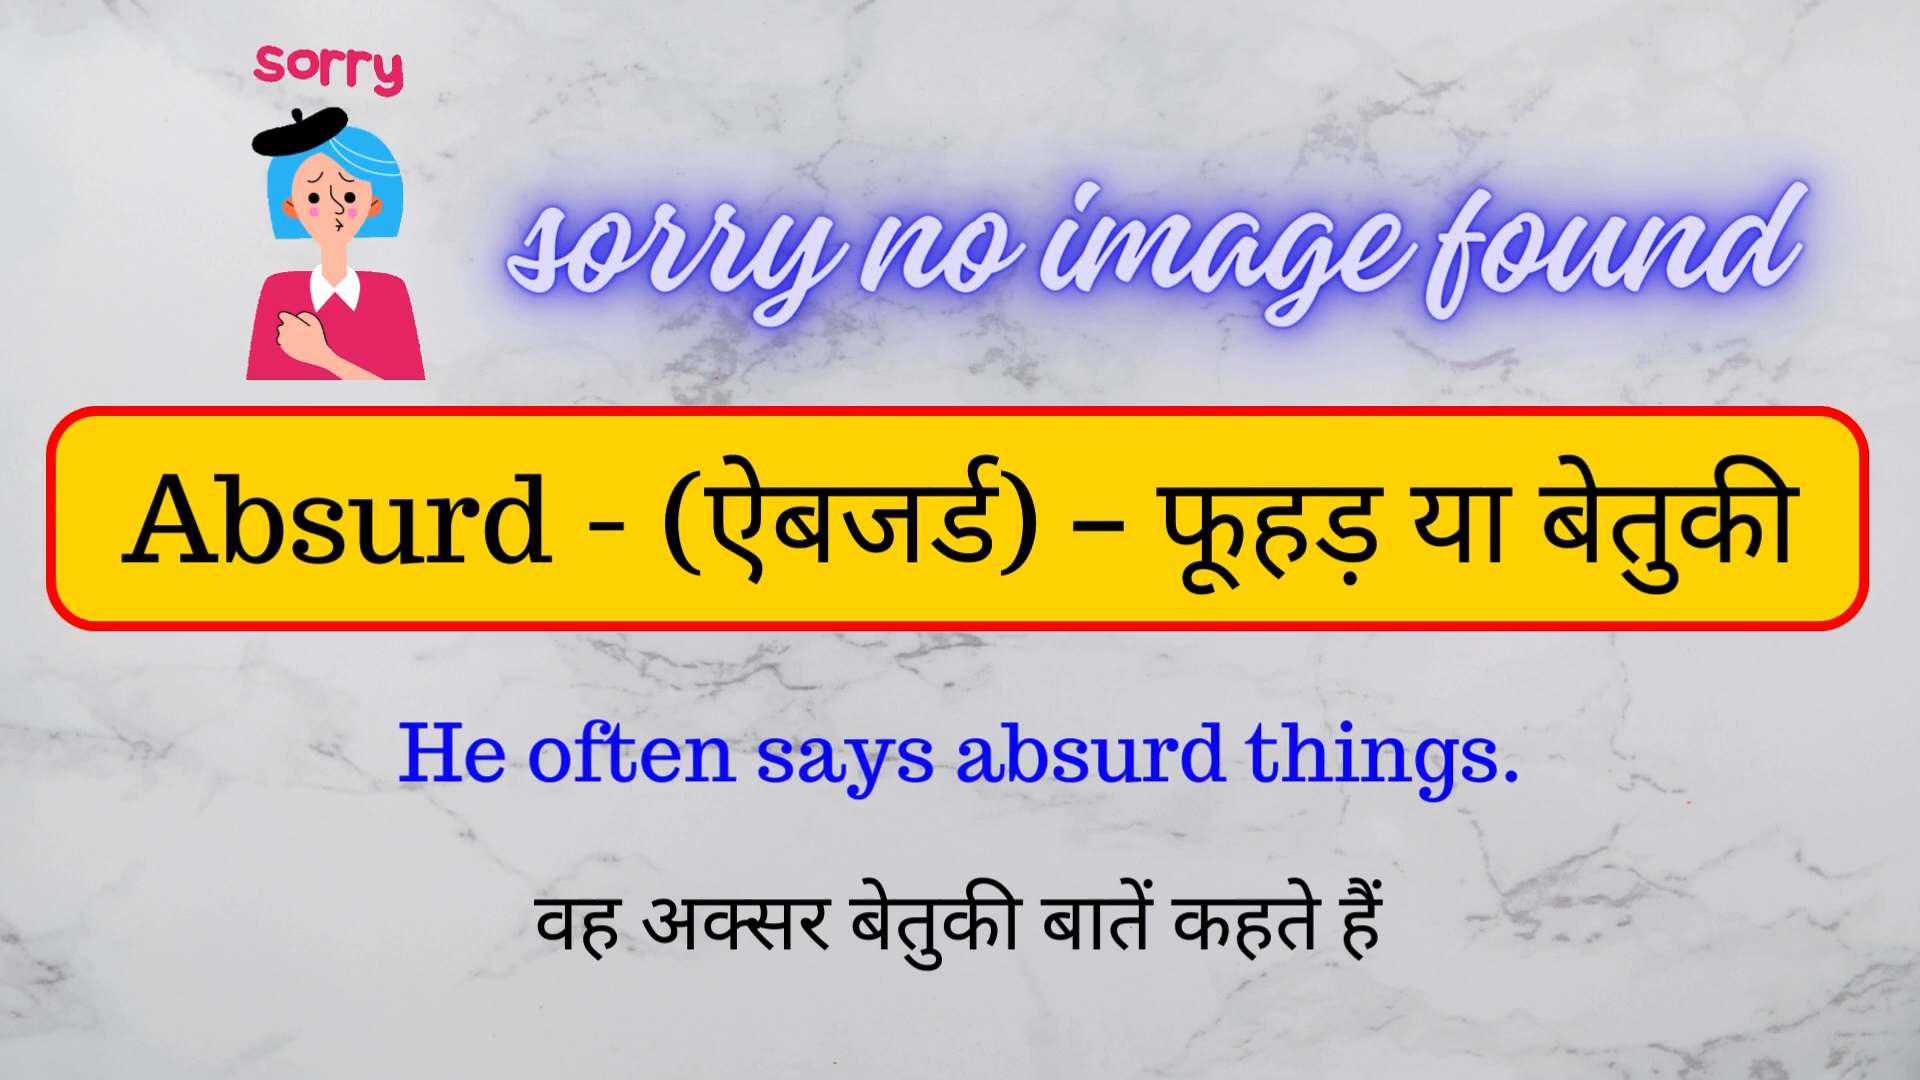 sorry
sorry no image found
Absurd - (ऐबजर्ड) – फूहड़ या बेतुकी
He often says absurd things.
वह अक्सर बेतुकी बातें कहते हैं